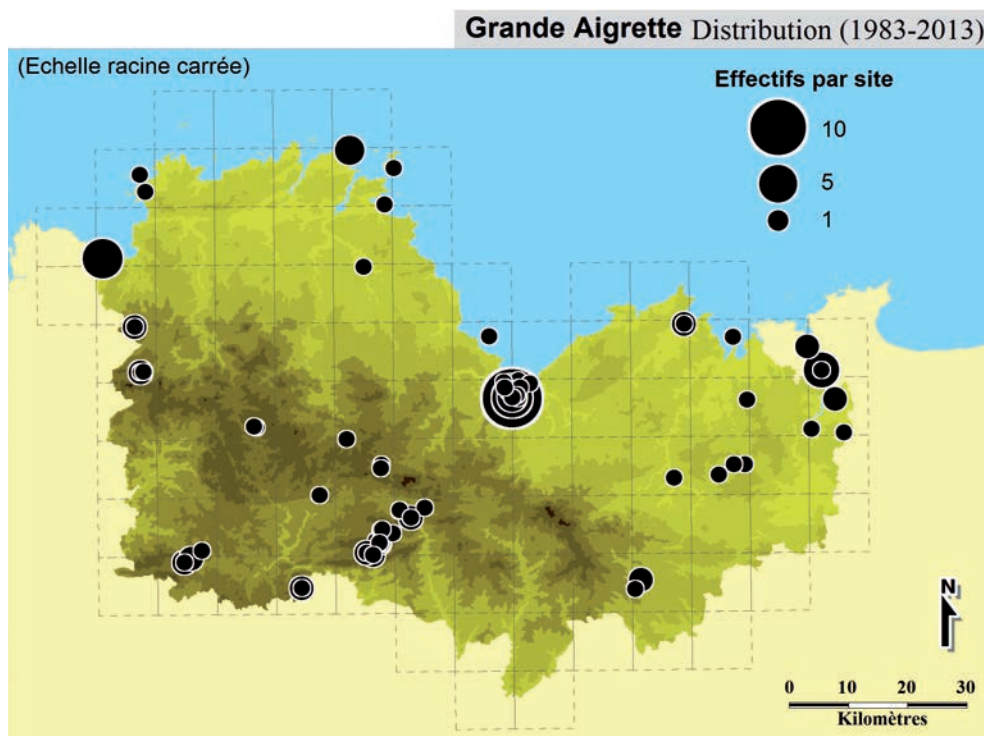 Grande Aigrette Distribution (1983-2013)
(Echelle racine carrée)
Effectifs par site
10
5
1
N
0 10 20 30
Kilomètres